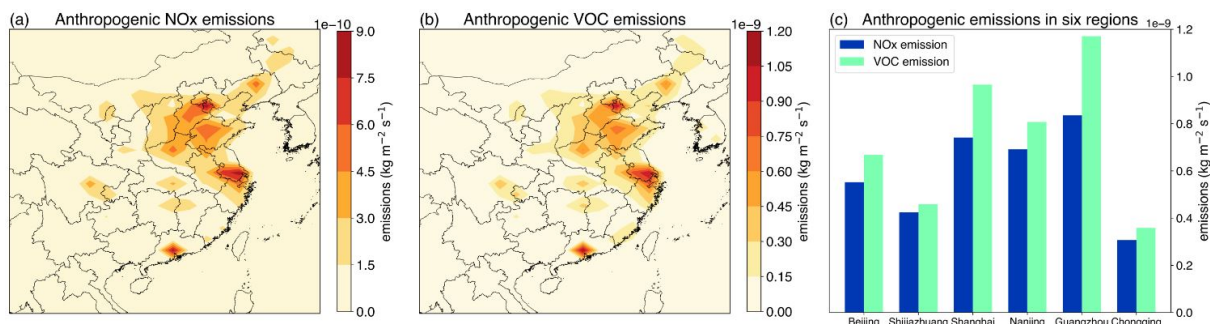 (a) Anthropogenic NOx emissions
1e−10
9.0
7.5
6.0
4.5
3.0
1.5
0.0
emissions (kg m⁻² s⁻¹)
(b) Anthropogenic VOC emissions
1e−9
1.20
1.05
0.90
0.75
0.60
0.45
0.30
0.15
0.00
emissions (kg m⁻² s⁻¹)
(c) Anthropogenic emissions in six regions
1e−9
NOx emission
VOC emission
1.2
1.0
0.8
0.6
0.4
0.2
0.0
emissions (kg m⁻² s⁻¹)
Beijing Shijiazhuang Shanghai Nanjing Guangzhou Chongqing